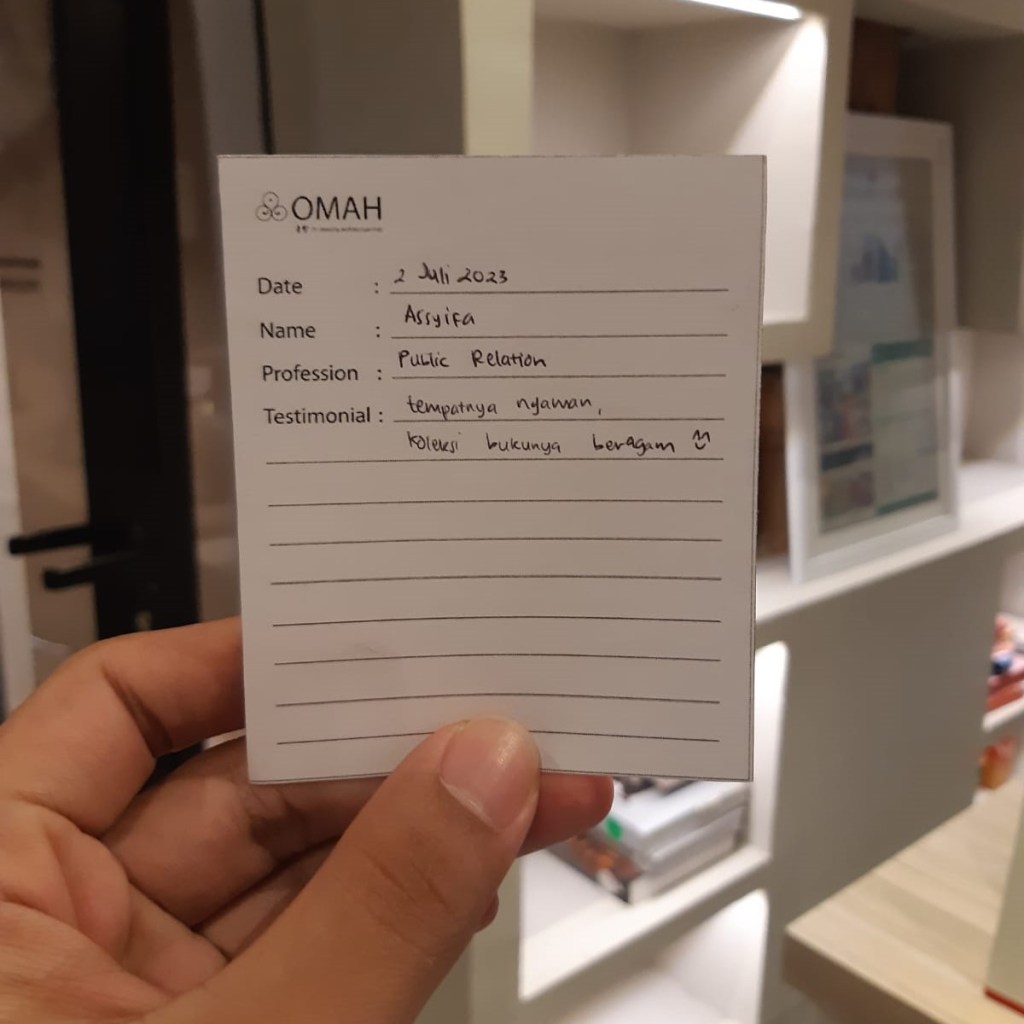 OMAH
Date : 2 Juli 2023
Name : Assyifa
Profession : Public Relation
Testimonial : tempatnya nyaman,
koleksi bukunya beragam